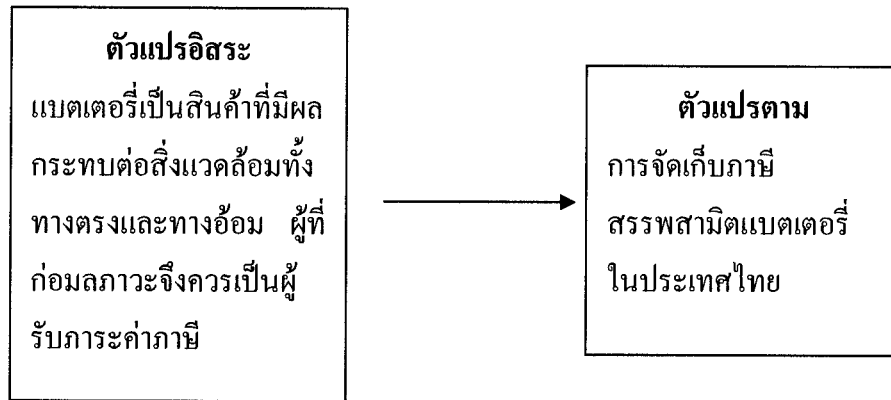 ตัวแปรอิสระ
แบตเตอรี่เป็นสินค้าที่มีผล
กระทบต่อสิ่งแวดล้อมทั้ง
ทางตรงและทางอ้อม ผู้ที่
ก่อมลภาวะจึงควรเป็นผู้
รับภาระค่าภาษี
ตัวแปรตาม
การจัดเก็บภาษี
สรรพสามิตแบตเตอรี่
ในประเทศไทย